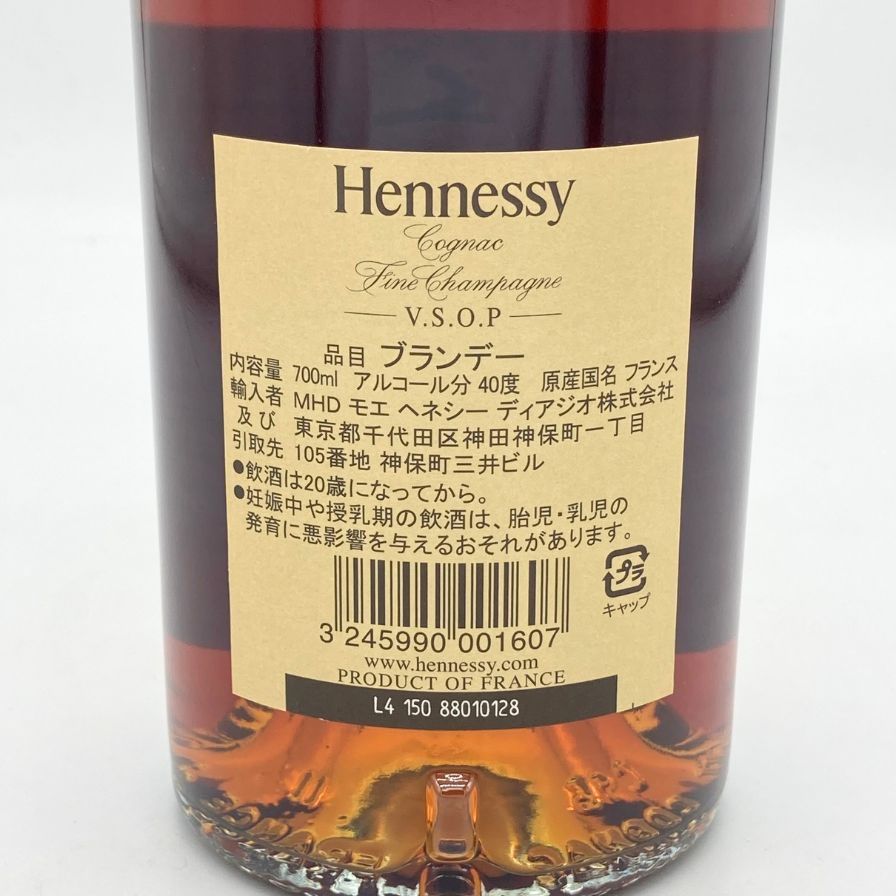 Hennessy
Cognac
Fine Champagne
V.S.O.P
品目 ブランデー
内容量 700ml アルコール分 40度 原産国名 フランス
輸入者 MHD モエ ヘネシー ディアジオ株式会社
及び 東京都千代田区神田神保町一丁目
引取先 105番地 神保町三井ビル
●飲酒は20歳になってから。
●妊娠中や授乳期の飲酒は、胎児・乳児の
発育に悪影響を与えるおそれがあります。
プラ
キャップ
3 245990 001607
www.hennessy.com
PRODUCT OF FRANCE
L4 150 88010128